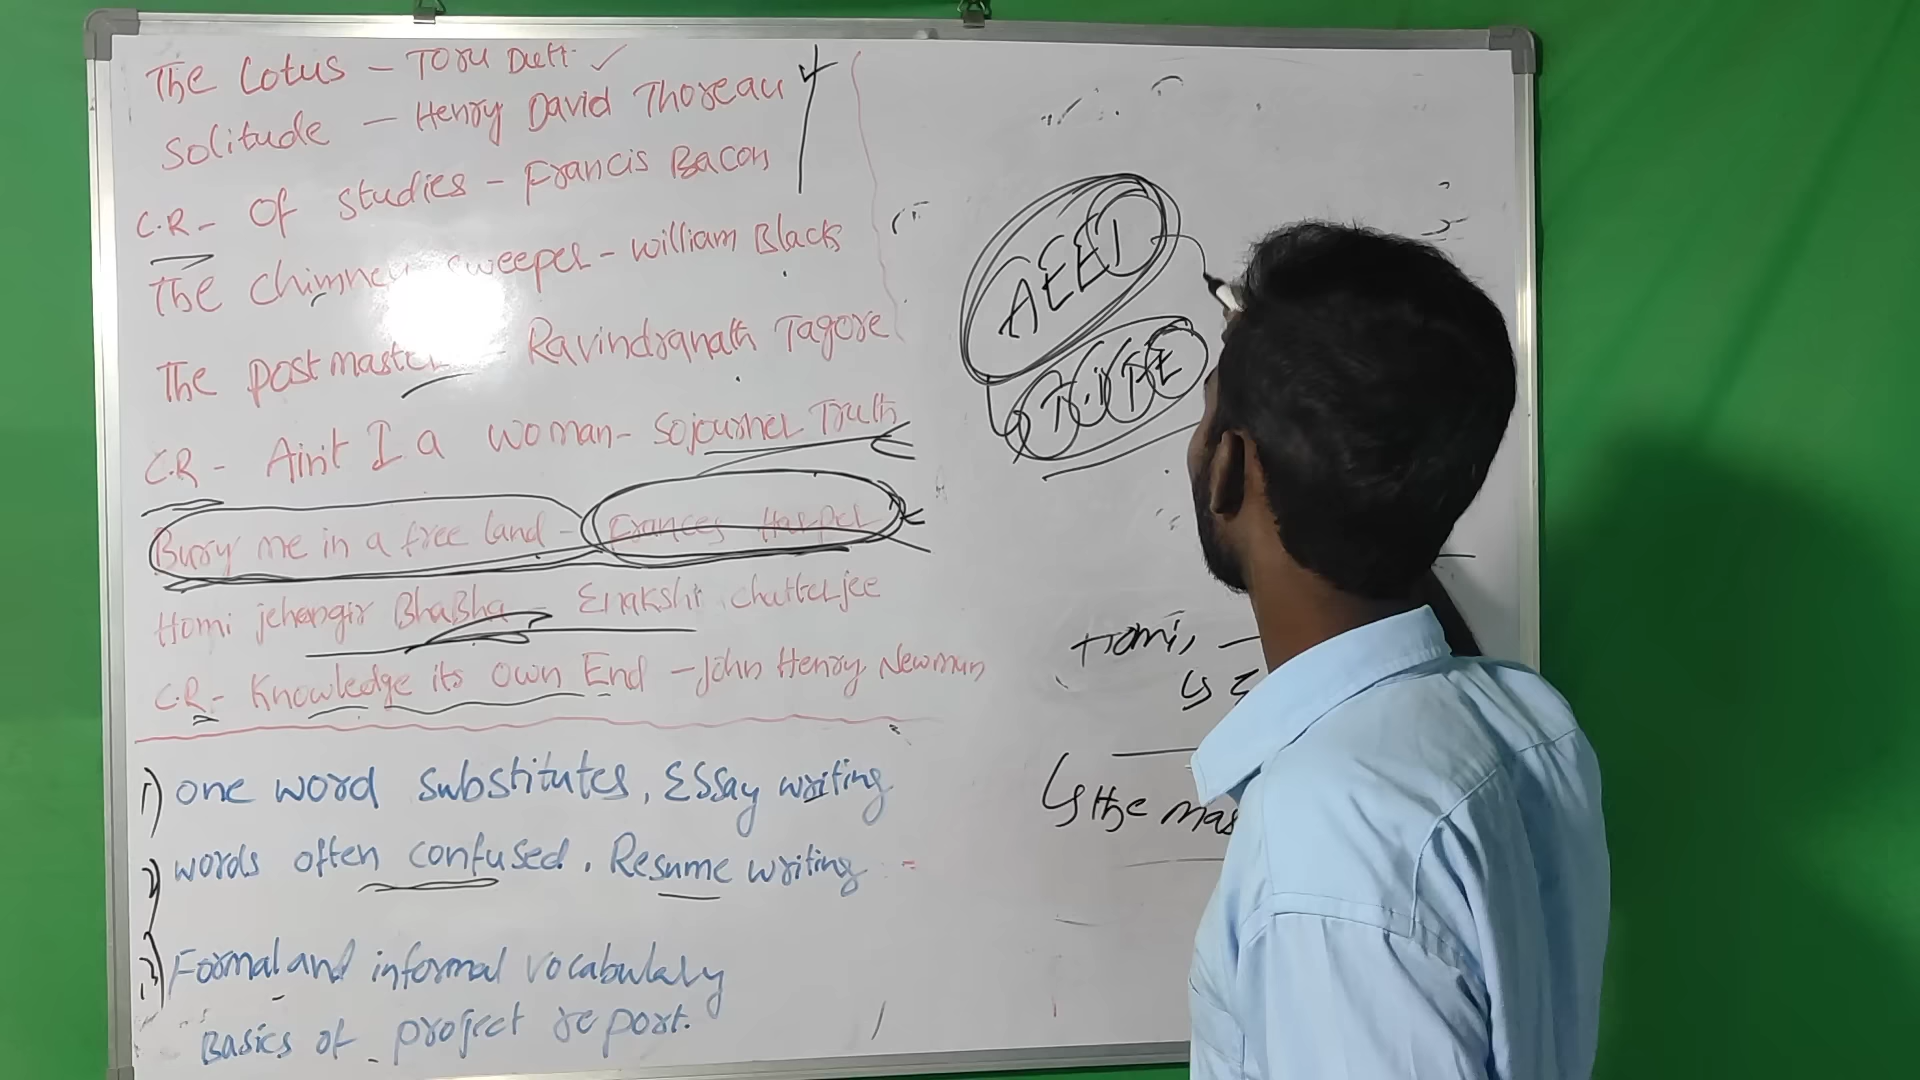 The Lotus - Toru Dutt
Solitude - Henry David Thoreau
C.R - Of studies - Francis Bacon
The chimney sweeper - William Black
The postmaster - Ravindranath Tagore
C.R - Ain't I a woman - Sojourner Truth
Bury me in a free land - Frances Harper
Homi jehangir BhaBha - Enakshi chatterjee
C.R - Knowledge its Own End - John Henry Newman
1) one word substitutes, Essay writing
2) words often confused, Resume writing
3) Formal and informal vocabulary
Basics of project report.
AEEI
TIFR
Homi,
the mas